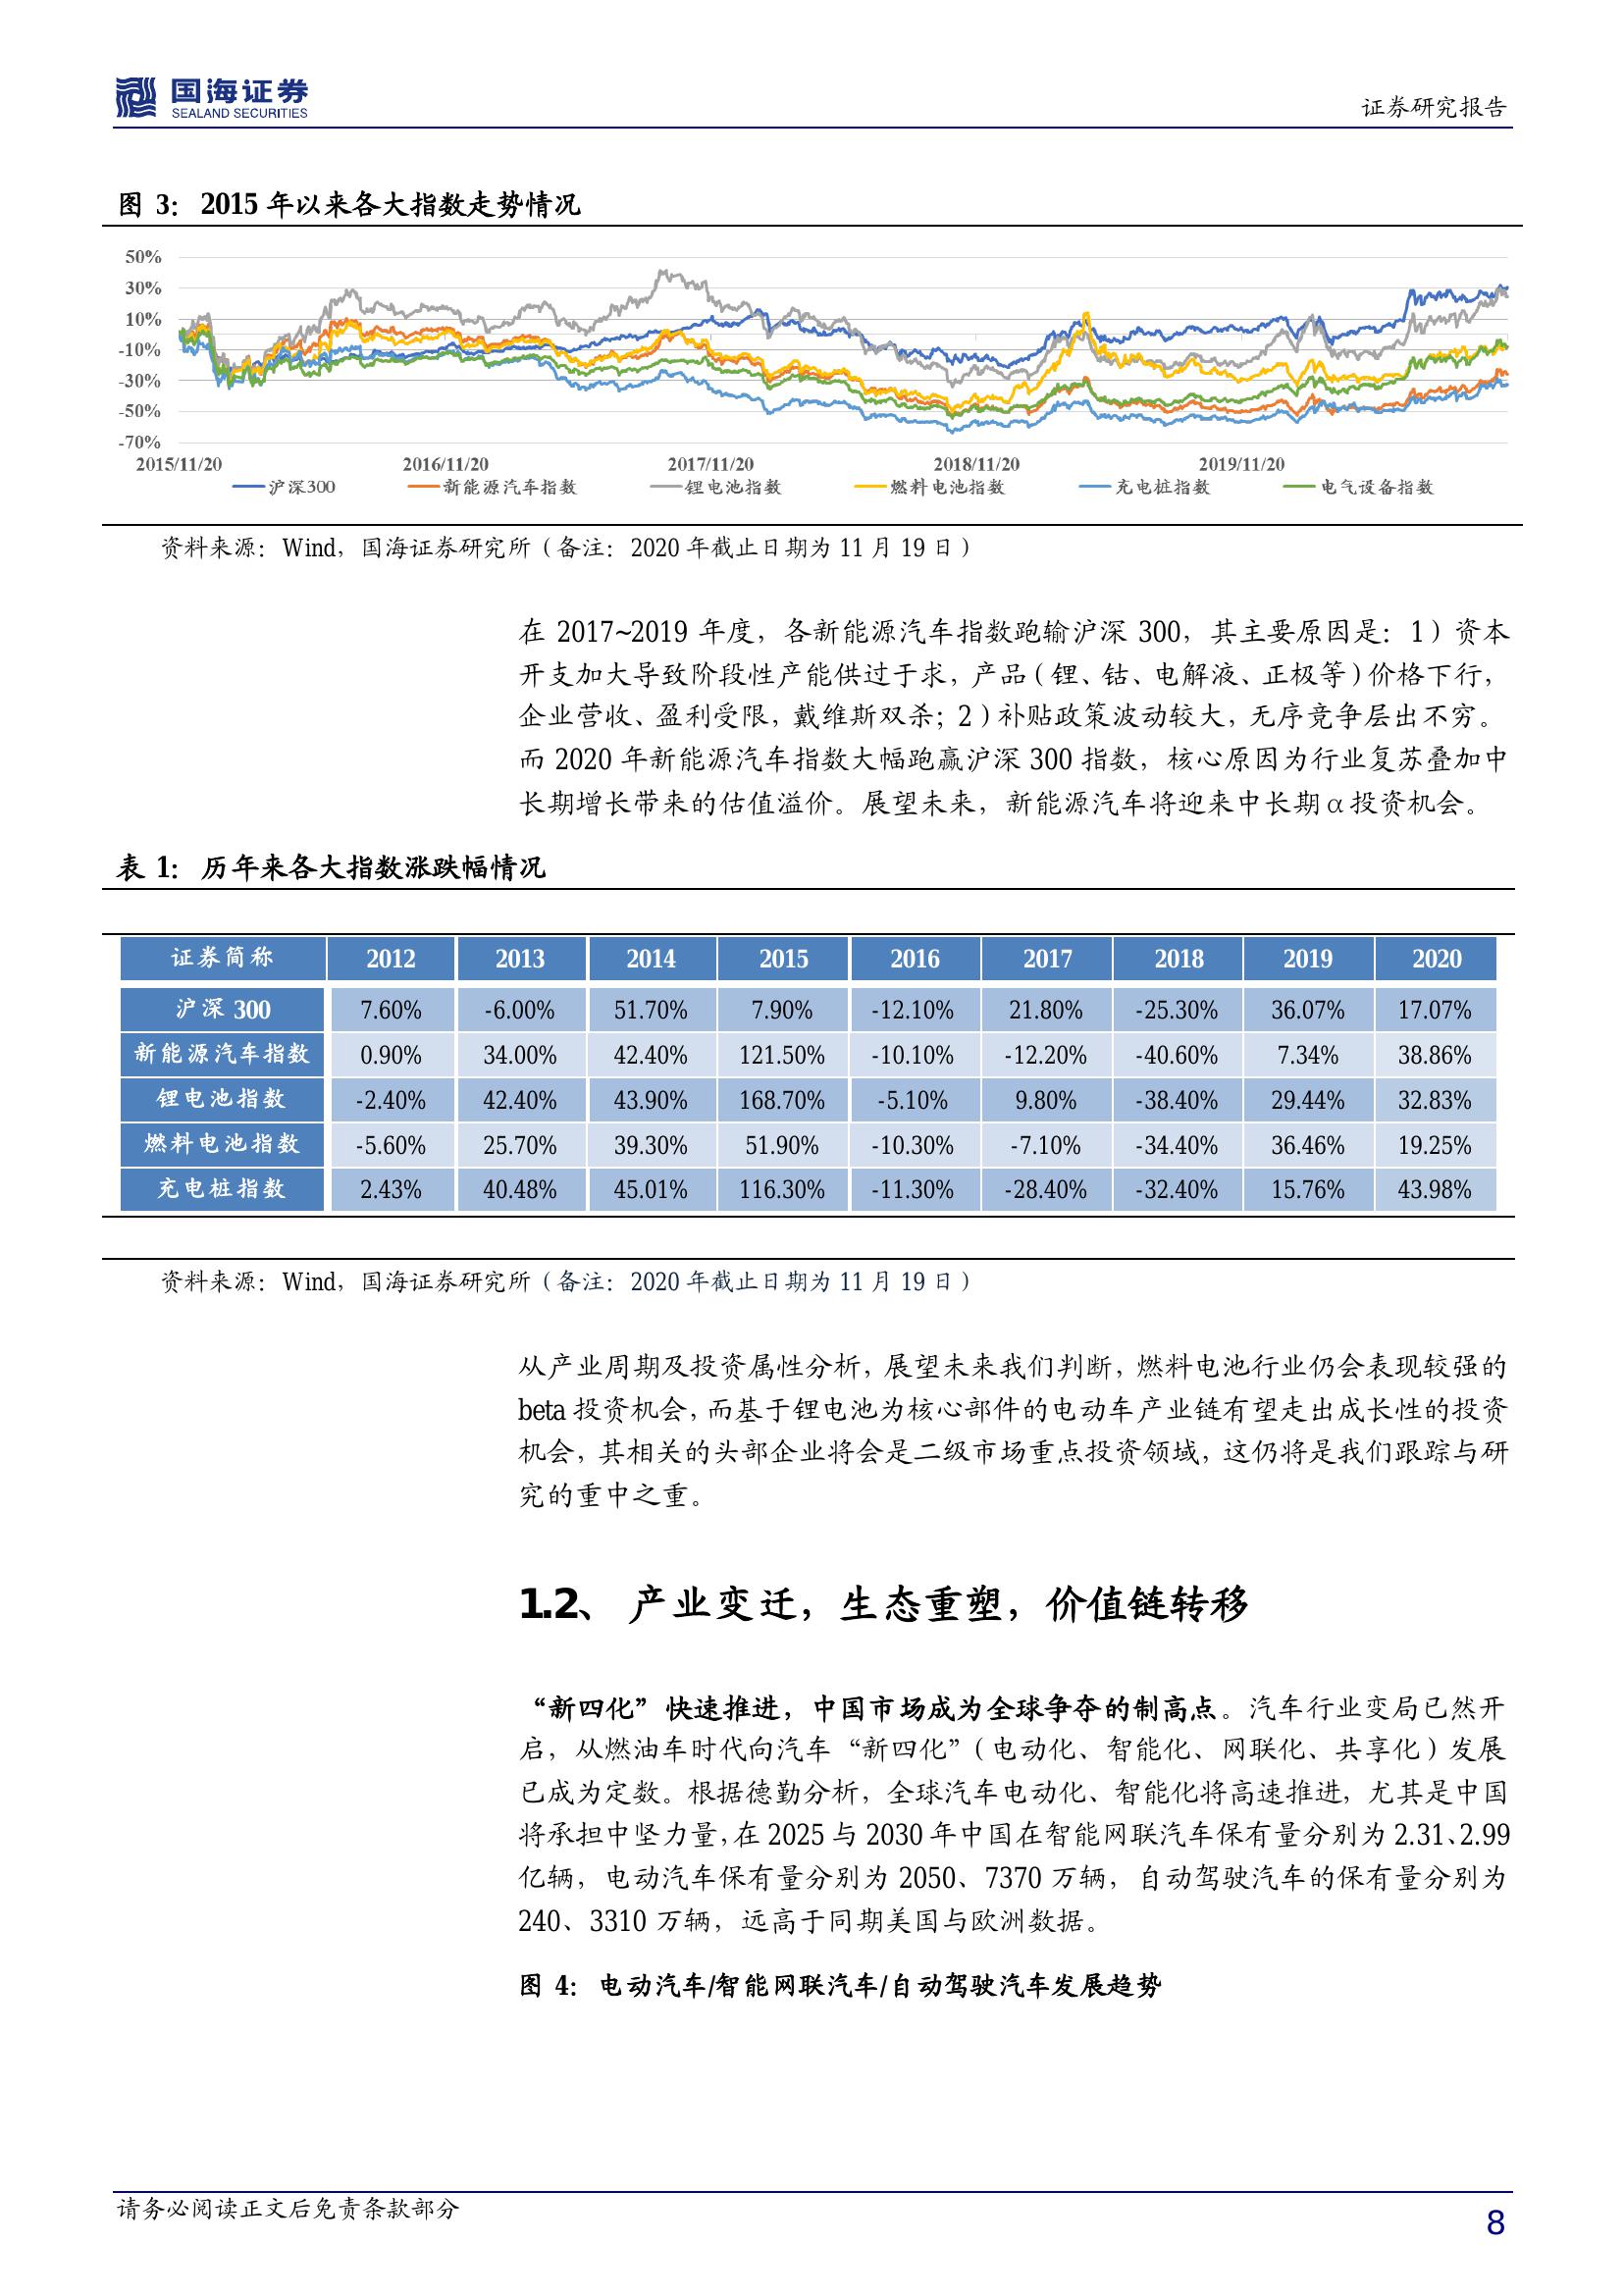 国海证券
SEALAND SECURITIES
证券研究报告
图 3： 2015 年以来各大指数走势情况
50%
30%
10%
-10%
-30%
-50%
-70%
2015/11/20 2016/11/20 2017/11/20 2018/11/20 2019/11/20
沪深300 新能源汽车指数 锂电池指数 燃料电池指数 充电桩指数 电气设备指数
资料来源：Wind，国海证券研究所（备注：2020 年截止日期为 11 月 19 日）
在 2017~2019 年度，各新能源汽车指数跑输沪深 300，其主要原因是：1）资本
开支加大导致阶段性产能供过于求，产品（锂、钴、电解液、正极等）价格下行，
企业营收、盈利受限，戴维斯双杀；2）补贴政策波动较大，无序竞争层出不穷。
而 2020 年新能源汽车指数大幅跑赢沪深 300 指数，核心原因为行业复苏叠加中
长期增长带来的估值溢价。展望未来，新能源汽车将迎来中长期 α 投资机会。
表 1： 历年来各大指数涨跌幅情况
证券简称 2012 2013 2014 2015 2016 2017 2018 2019 2020
沪深 300 7.60% -6.00% 51.70% 7.90% -12.10% 21.80% -25.30% 36.07% 17.07%
新能源汽车指数 0.90% 34.00% 42.40% 121.50% -10.10% -12.20% -40.60% 7.34% 38.86%
锂电池指数 -2.40% 42.40% 43.90% 168.70% -5.10% 9.80% -38.40% 29.44% 32.83%
燃料电池指数 -5.60% 25.70% 39.30% 51.90% -10.30% -7.10% -34.40% 36.46% 19.25%
充电桩指数 2.43% 40.48% 45.01% 116.30% -11.30% -28.40% -32.40% 15.76% 43.98%
资料来源：Wind，国海证券研究所（备注：2020 年截止日期为 11 月 19 日）
从产业周期及投资属性分析，展望未来我们判断，燃料电池行业仍会表现较强的
beta 投资机会，而基于锂电池为核心部件的电动车产业链有望走出成长性的投资
机会，其相关的头部企业将会是二级市场重点投资领域，这仍将是我们跟踪与研
究的重中之重。
1.2、 产业变迁，生态重塑，价值链转移
“新四化”快速推进，中国市场成为全球争夺的制高点。汽车行业变局已然开
启，从燃油车时代向汽车“新四化”（电动化、智能化、网联化、共享化）发展
已成为定数。根据德勤分析，全球汽车电动化、智能化将高速推进，尤其是中国
将承担中坚力量，在 2025 与 2030 年中国在智能网联汽车保有量分别为 2.31、2.99
亿辆，电动汽车保有量分别为 2050、7370 万辆，自动驾驶汽车的保有量分别为
240、3310 万辆，远高于同期美国与欧洲数据。
图 4： 电动汽车/智能网联汽车/自动驾驶汽车发展趋势
请务必阅读正文后免责条款部分
8